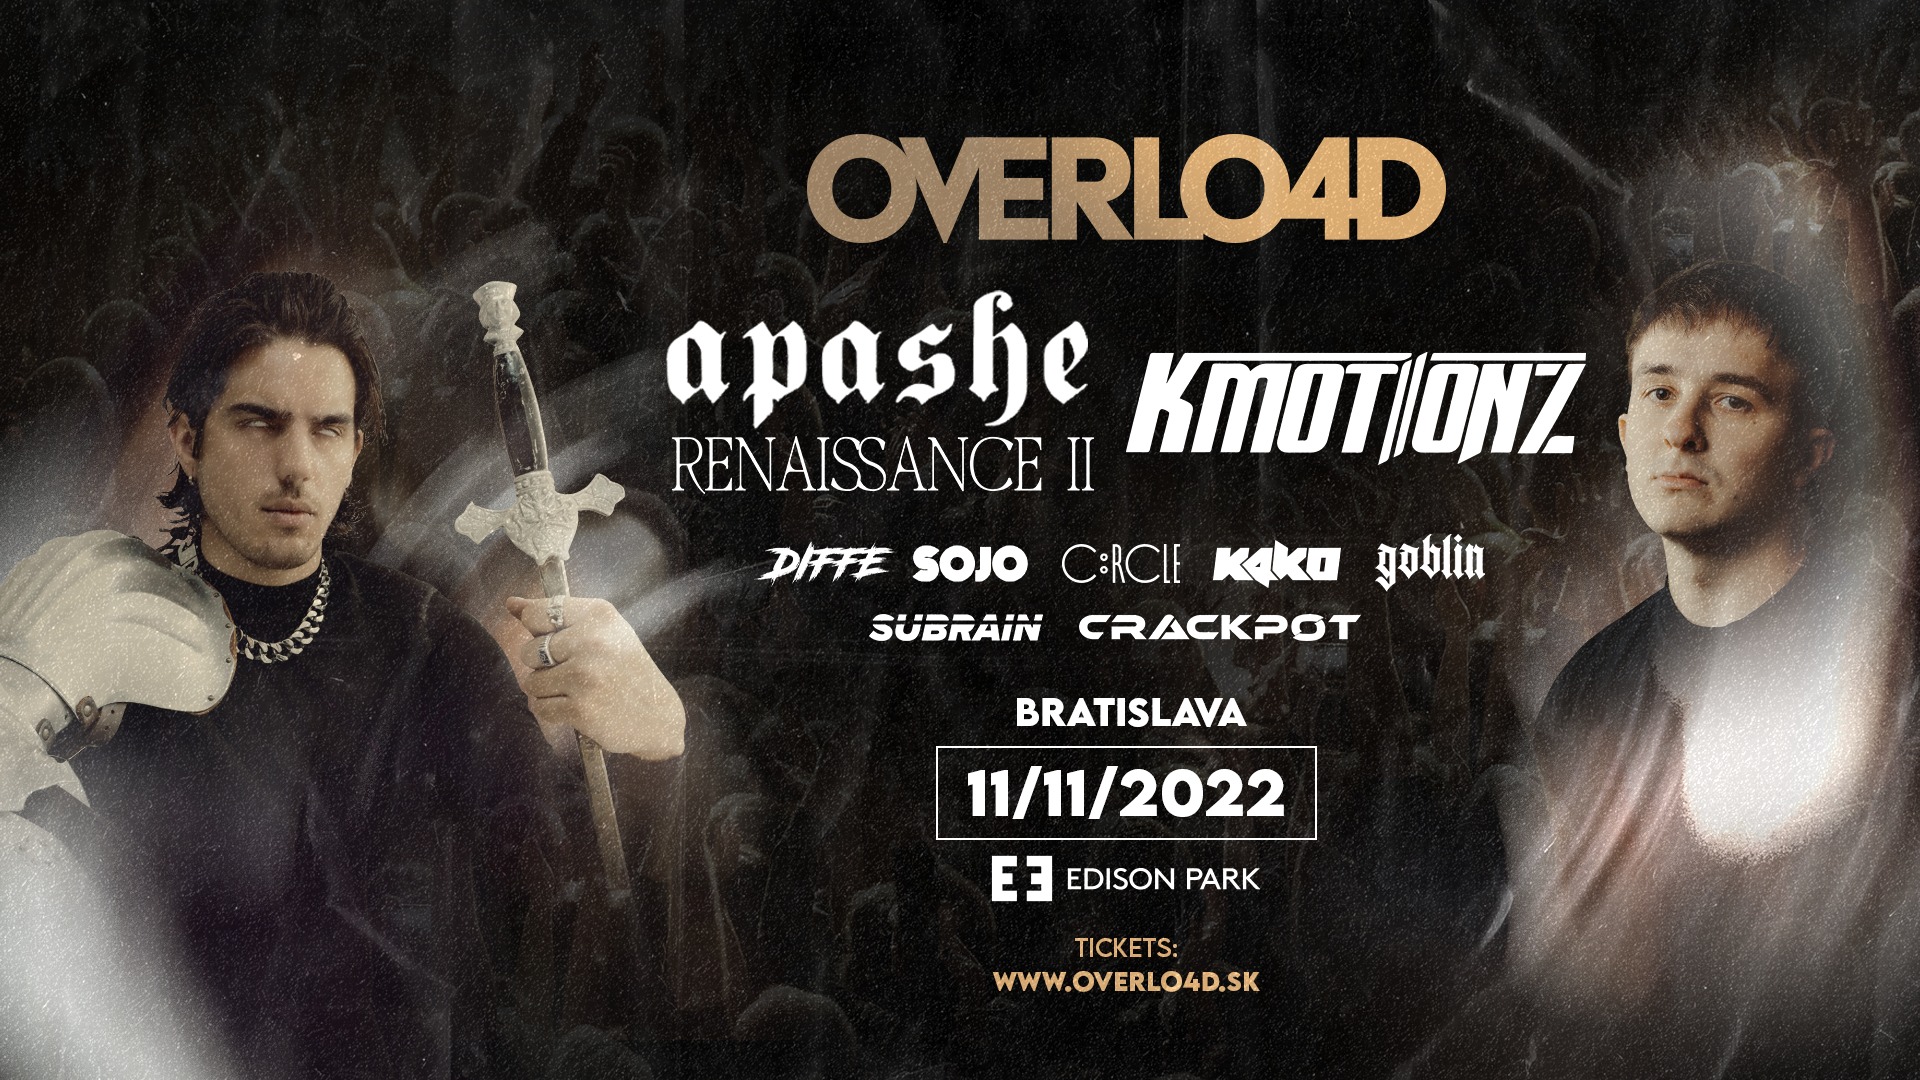 OVERLO4D
apashe
RENAISSANCE II
KMOTIONZ
DIFFE SOJO C:RCLE KAKO goblin
SUBRAIN CRACKPØT
BRATISLAVA
11/11/2022
EDISON PARK
TICKETS:
WWW.OVERLO4D.SK